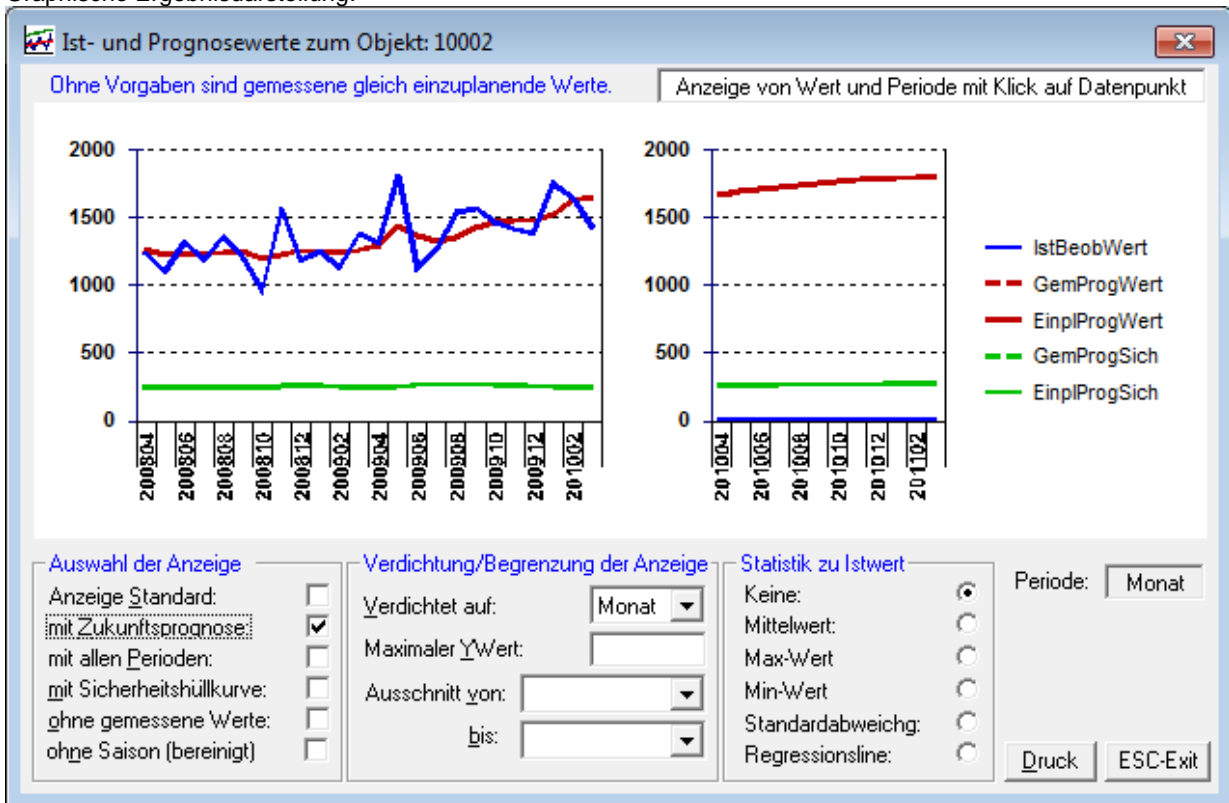 Graphische Ergebnisdarstellung:
Ist- und Prognosewerte zum Objekt: 10002
Ohne Vorgaben sind gemessene gleich einzuplanende Werte.
Anzeige von Wert und Periode mit Klick auf Datenpunkt
2000
1500
1000
500
0
200804
200806
200808
200810
200812
200902
200904
200906
200908
200910
200912
201002
2000
1500
1000
500
0
201004
201006
201008
201010
201012
201102
IstBeobWert
GemProgWert
EinplProgWert
GemProgSich
EinplProgSich
Auswahl der Anzeige
Anzeige Standard:
mit Zukunftsprognose:
mit allen Perioden:
mit Sicherheitshüllkurve:
ohne gemessene Werte:
ohne Saison (bereinigt)
Verdichtung/Begrenzung der Anzeige
Verdichtet auf: Monat
Maximaler YWert:
Ausschnitt von:
bis:
Statistik zu Istwert
Keine:
Mittelwert:
Max-Wert
Min-Wert
Standardabweichg:
Regressionsline:
Periode: Monat
Druck
ESC-Exit